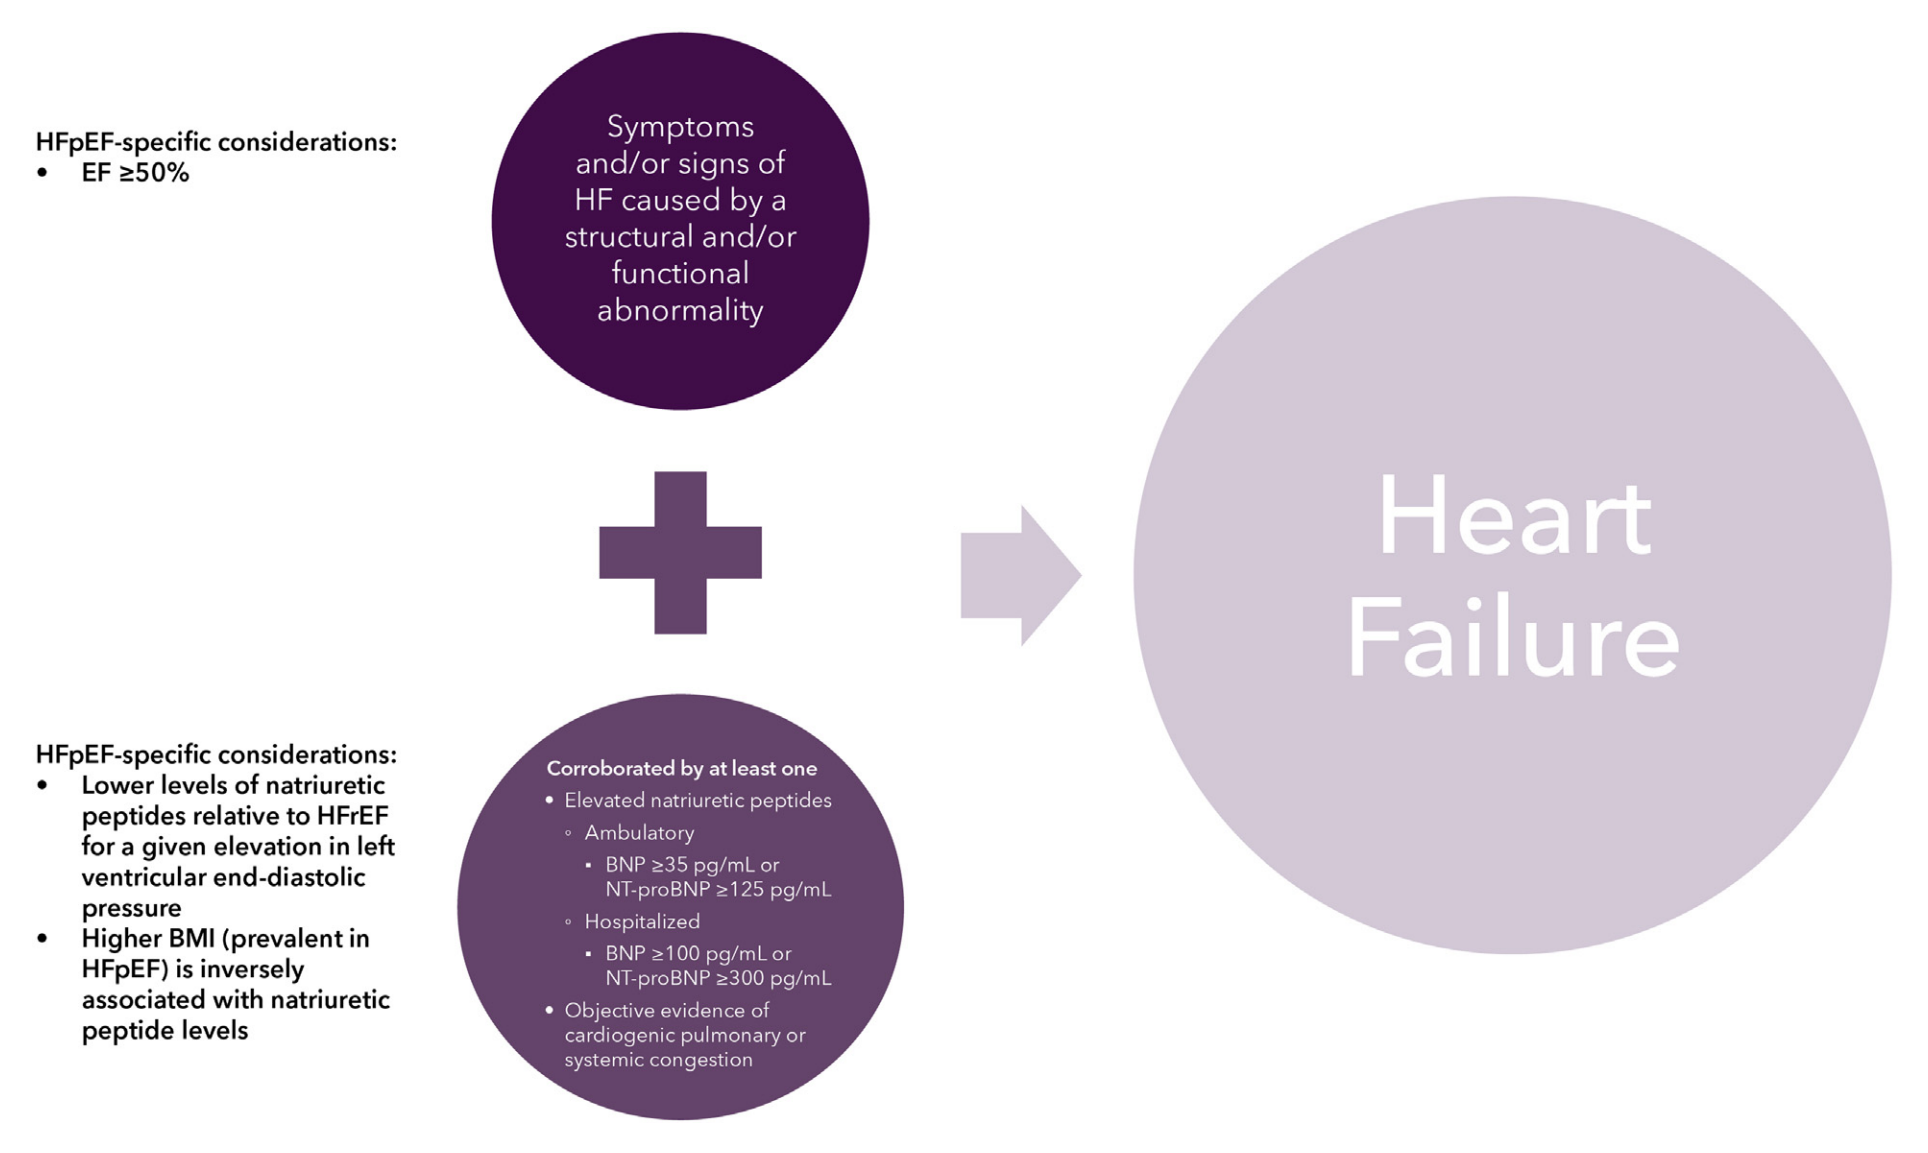 HFpEF-specific considerations:
• EF ≥50%
Symptoms
and/or signs of
HF caused by a
structural and/or
functional
abnormality
HFpEF-specific considerations:
• Lower levels of natriuretic
peptides relative to HFrEF
for a given elevation in left
ventricular end-diastolic
pressure
• Higher BMI (prevalent in
HFpEF) is inversely
associated with natriuretic
peptide levels
Corroborated by at least one
• Elevated natriuretic peptides
◦ Ambulatory
▪ BNP ≥35 pg/mL or
NT-proBNP ≥125 pg/mL
◦ Hospitalized
▪ BNP ≥100 pg/mL or
NT-proBNP ≥300 pg/mL
• Objective evidence of
cardiogenic pulmonary or
systemic congestion
Heart
Failure